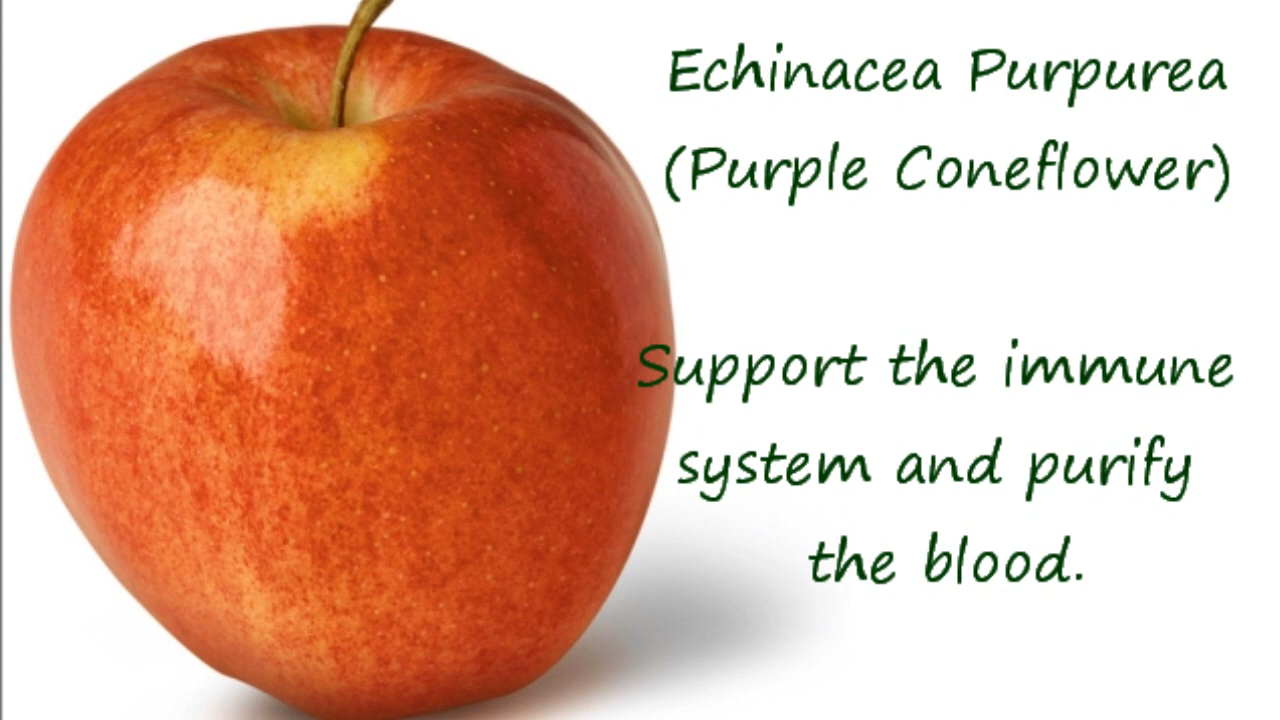 Echinacea Purpurea
(Purple Coneflower)
Support the immune
system and purify
the blood.